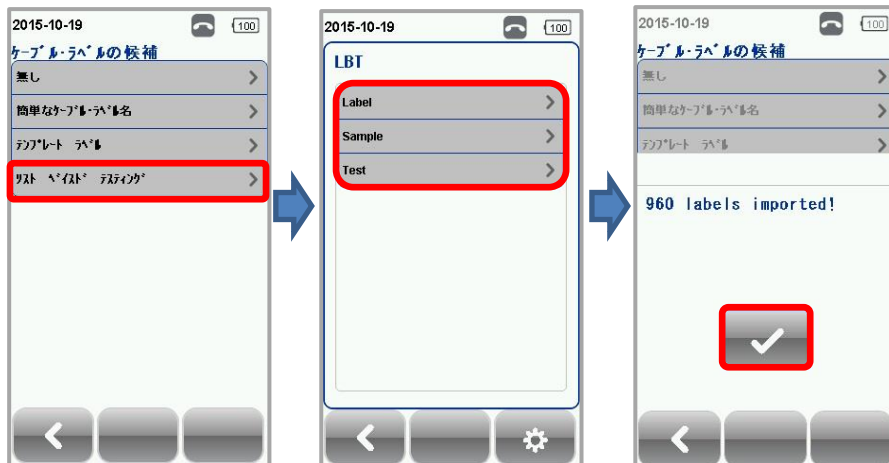 2015-10-19
100
ケーブル・ラベルの候補
無し
簡単なケーブル・ラベル名
テンプレート ラベル
リスト ベイスド テスティング
2015-10-19
100
LBT
Label
Sample
Test
2015-10-19
100
ケーブル・ラベルの候補
無し
簡単なケーブル・ラベル名
テンプレート ラベル
960 labels imported!